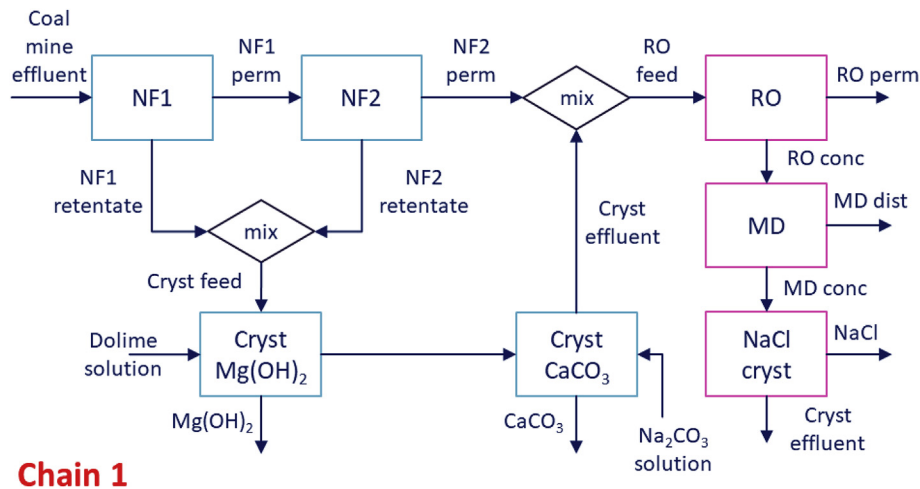 Coal
mine
effluent
NF1
NF1
perm
NF2
NF2
perm
mix
RO
feed
RO
RO perm
NF1
retentate
NF2
retentate
mix
Cryst feed
Cryst
effluent
RO conc
MD
MD dist
MD conc
Dolime
solution
Cryst
Mg(OH)₂
Mg(OH)₂
Cryst
CaCO₃
CaCO₃
Na₂CO₃
solution
NaCl
cryst
NaCl
Cryst
effluent
Chain 1